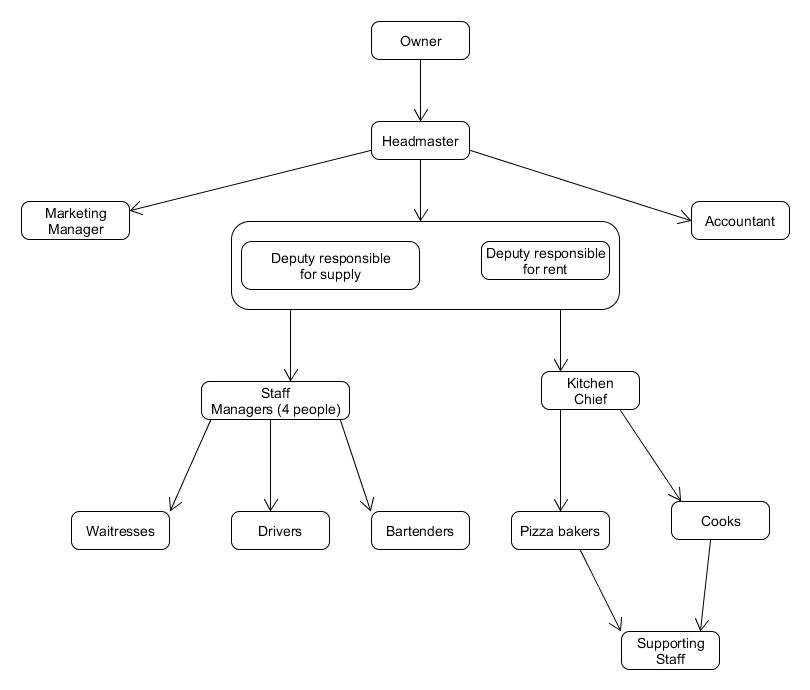 Owner
Headmaster
Marketing
Manager
Accountant
Deputy responsible
for supply
Deputy responsible
for rent
Staff
Managers (4 people)
Kitchen
Chief
Waitresses
Drivers
Bartenders
Pizza bakers
Cooks
Supporting
Staff